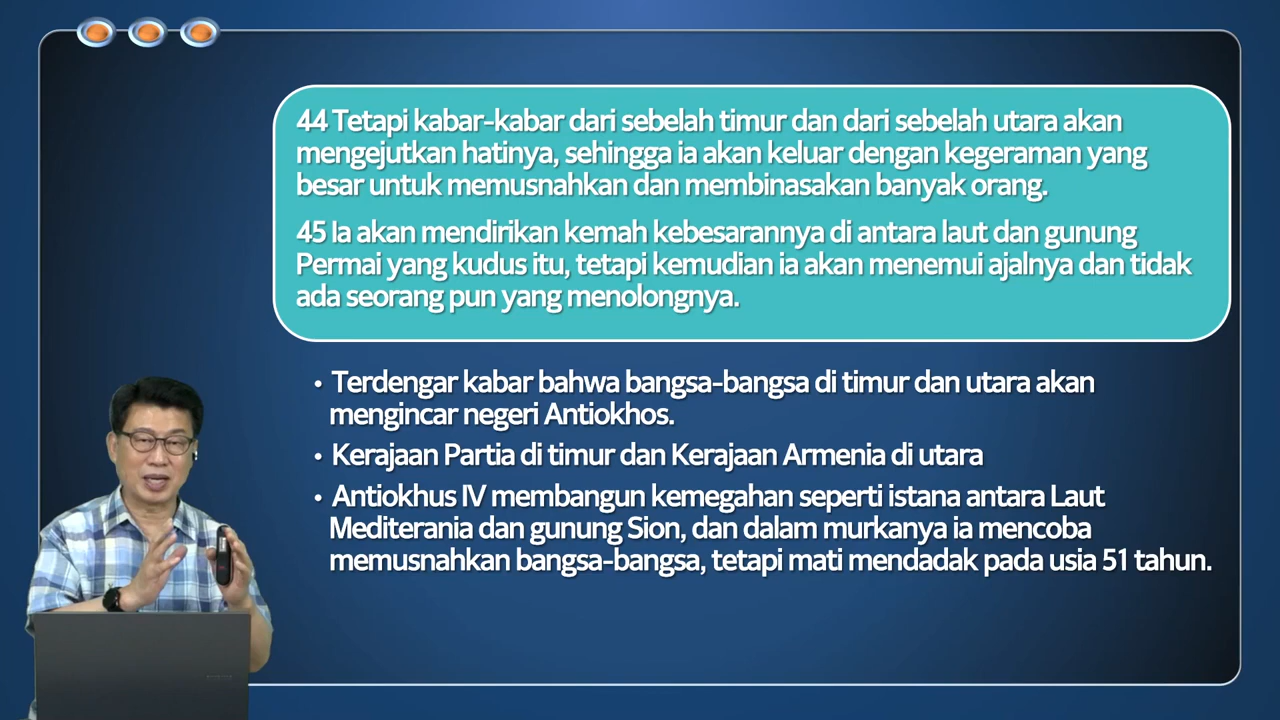 44 Tetapi kabar-kabar dari sebelah timur dan dari sebelah utara akan
mengejutkan hatinya, sehingga ia akan keluar dengan kegeraman yang
besar untuk memusnahkan dan membinasakan banyak orang.
45 Ia akan mendirikan kemah kebesarannya di antara laut dan gunung
Permai yang kudus itu, tetapi kemudian ia akan menemui ajalnya dan tidak
ada seorang pun yang menolongnya.
• Terdengar kabar bahwa bangsa-bangsa di timur dan utara akan
mengincar negeri Antiokhos.
• Kerajaan Partia di timur dan Kerajaan Armenia di utara
• Antiokhus IV membangun kemegahan seperti istana antara Laut
Mediterania dan gunung Sion, dan dalam murkanya ia mencoba
memusnahkan bangsa-bangsa, tetapi mati mendadak pada usia 51 tahun.